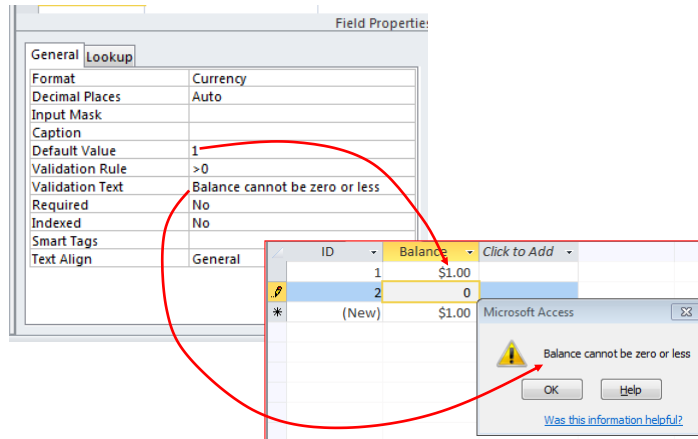 Field Properties
General Lookup
Format Currency
Decimal Places Auto
Input Mask
Caption
Default Value 1
Validation Rule >0
Validation Text Balance cannot be zero or less
Required No
Indexed No
Smart Tags
Text Align General
ID Balance Click to Add
1 $1.00
2 0
* (New) $1.00
Microsoft Access
Balance cannot be zero or less
OK Help
Was this information helpful?